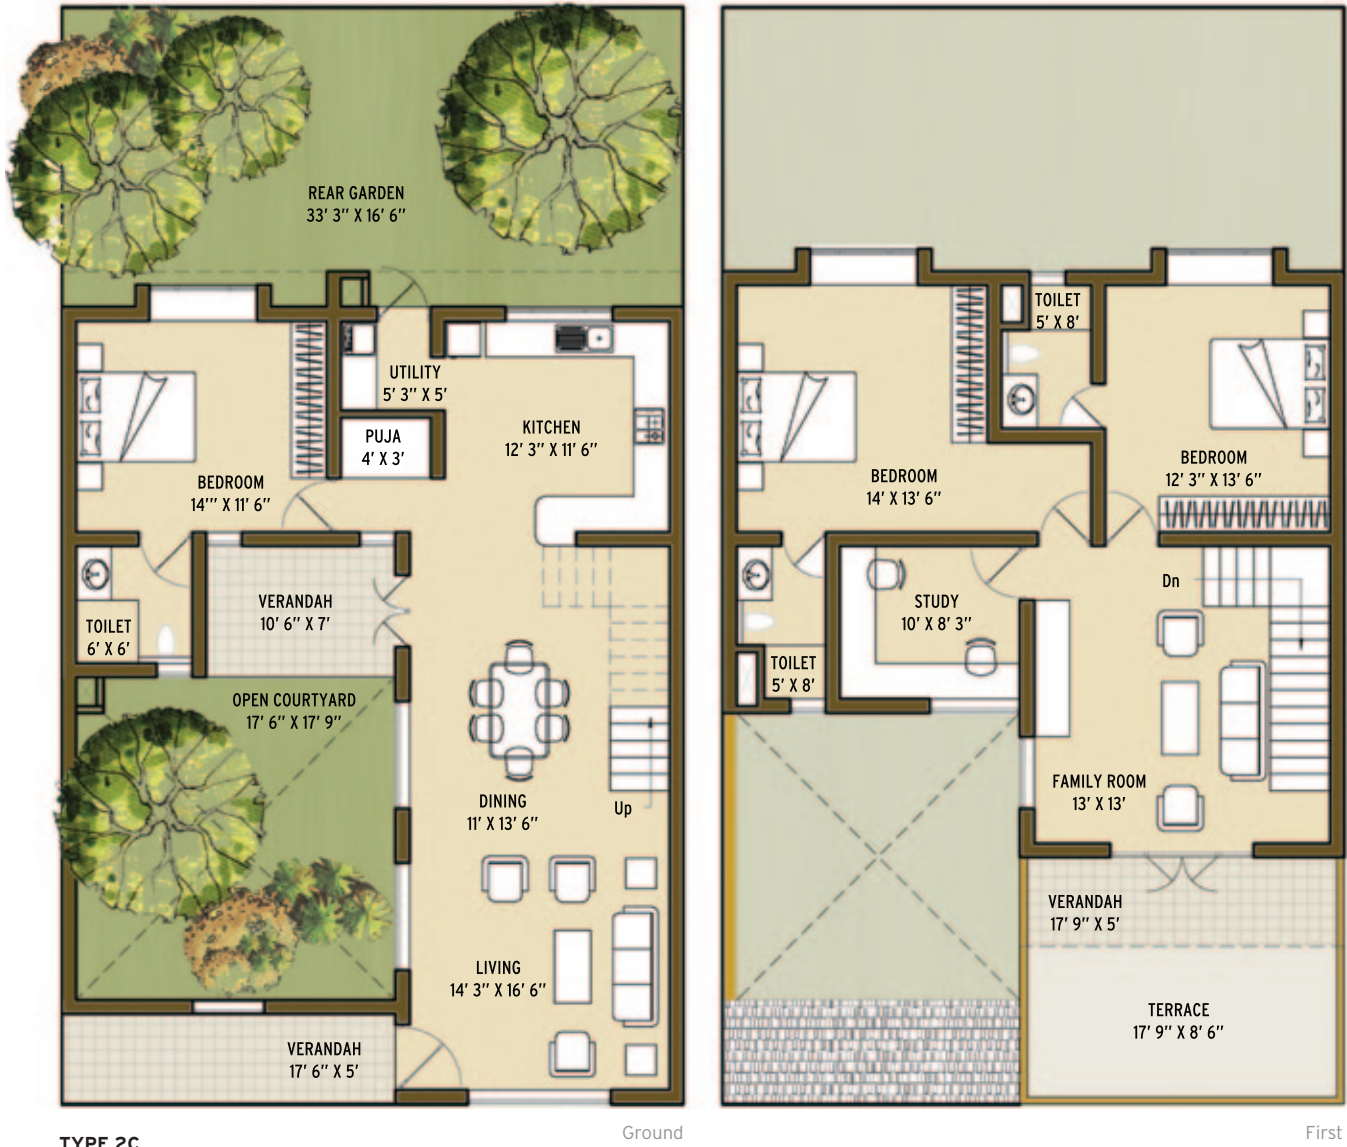 REAR GARDEN
33' 3" X 16' 6"
UTILITY
5' 3" X 5'
PUJA
4' X 3'
KITCHEN
12' 3" X 11' 6"
BEDROOM
14'" X 11' 6"
VERANDAH
10' 6" X 7'
TOILET
6' X 6'
OPEN COURTYARD
17' 6" X 17' 9"
DINING
11' X 13' 6"
Up
LIVING
14' 3" X 16' 6"
VERANDAH
17' 6" X 5'
TYPE 2C
Ground
TOILET
5' X 8'
BEDROOM
14' X 13' 6"
BEDROOM
12' 3" X 13' 6"
Dn
STUDY
10' X 8' 3"
TOILET
5' X 8'
FAMILY ROOM
13' X 13'
VERANDAH
17' 9" X 5'
TERRACE
17' 9" X 8' 6"
First